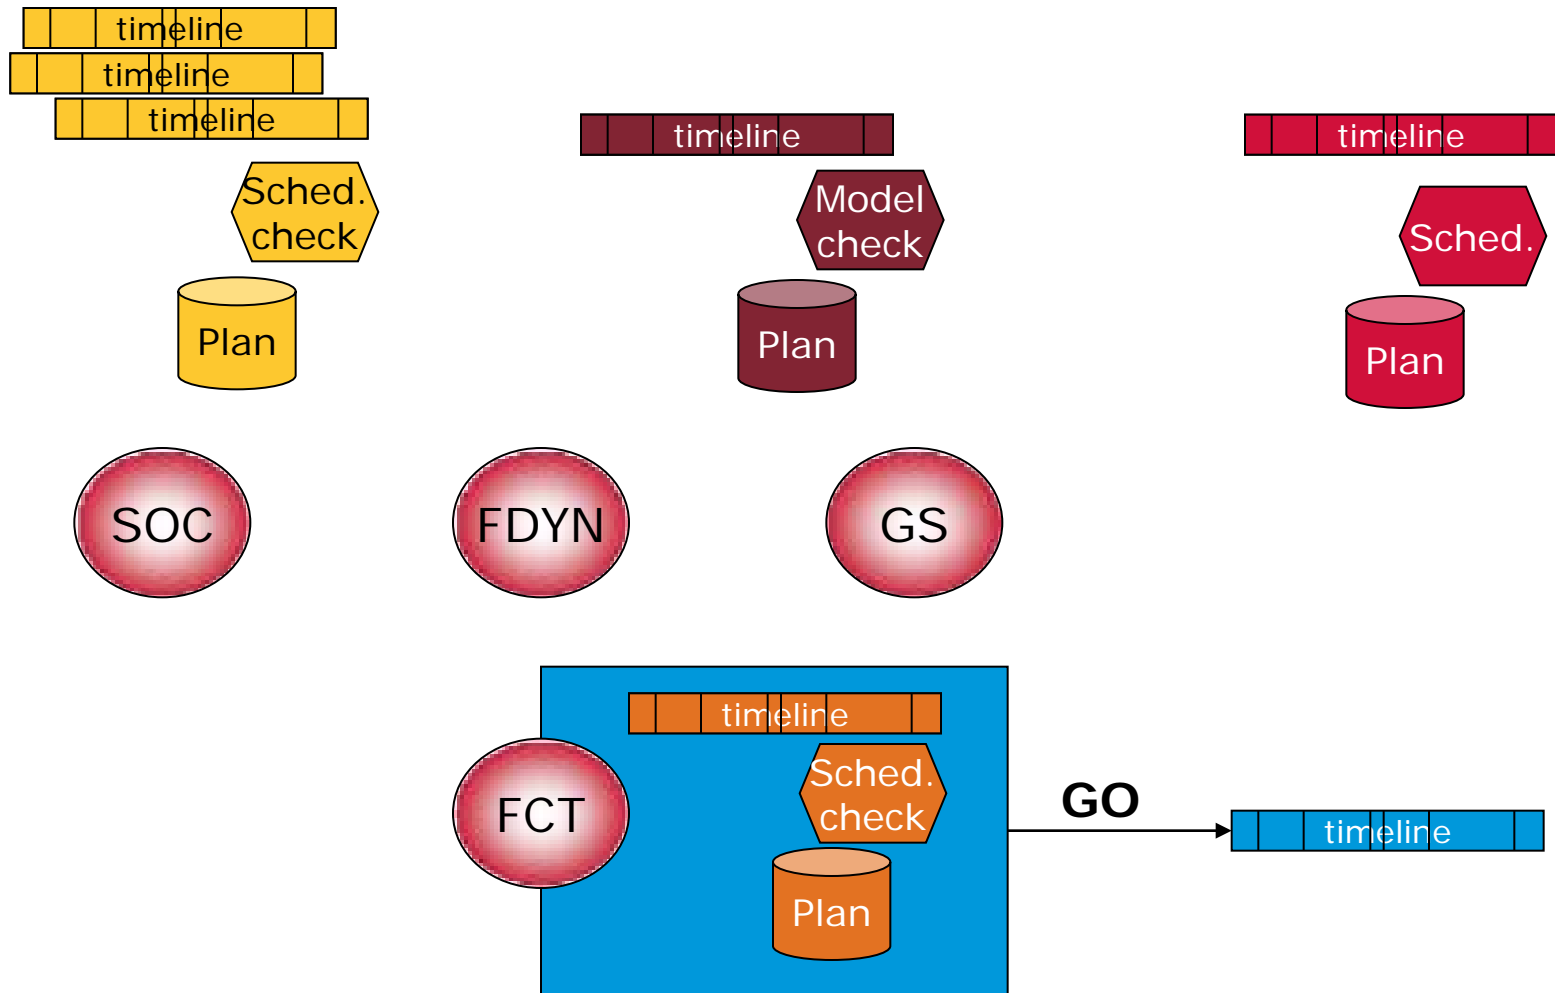 timeline
timeline
timeline
Sched.
check
Plan
timeline
Model
check
Plan
timeline
Sched.
Plan
SOC
FDYN
GS
FCT
timeline
Sched.
check
Plan
GO
timeline